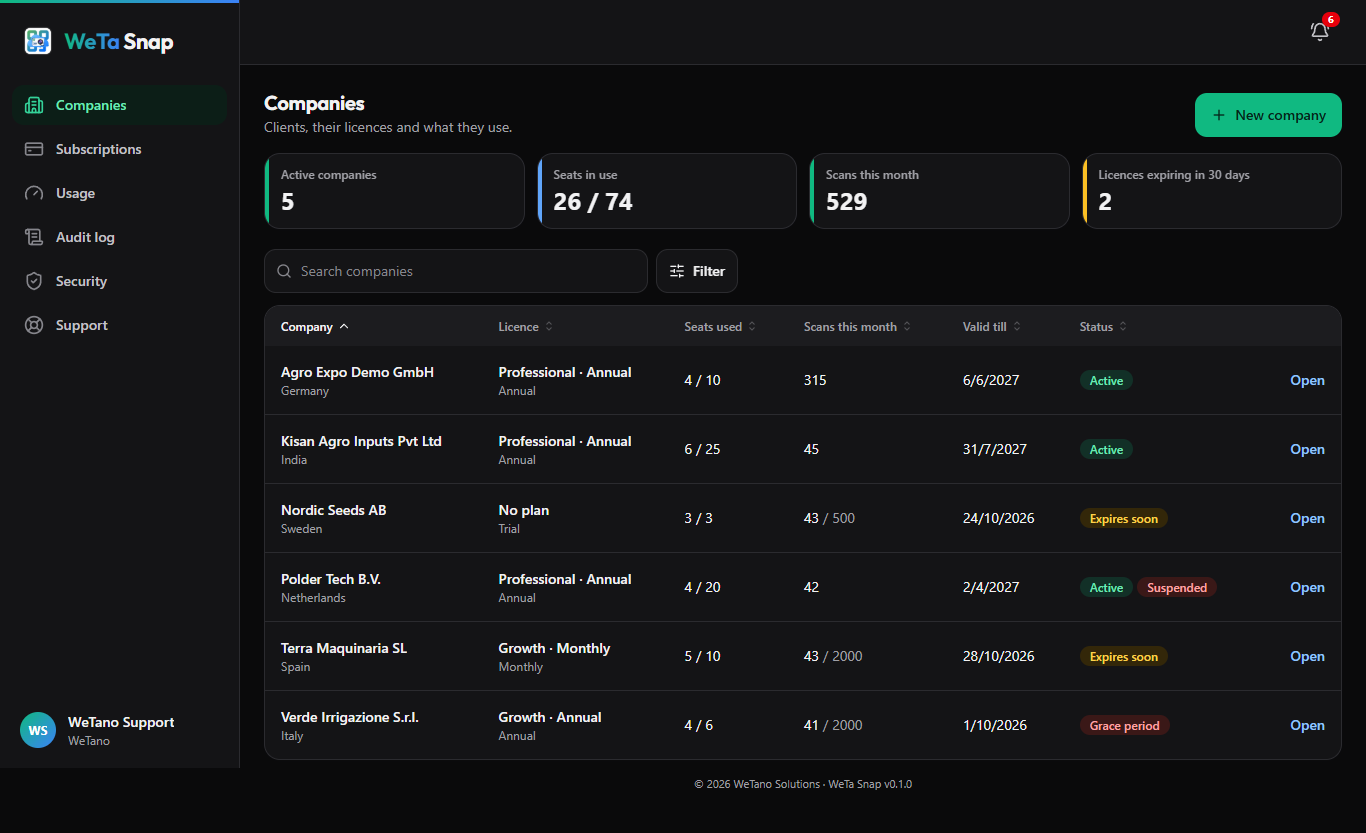 WeTa Snap
6
Companies
Subscriptions
Usage
Audit log
Security
Support
WS
WeTano Support
WeTano
Companies
Clients, their licences and what they use.
+ New company
Active companies
5
Seats in use
26 / 74
Scans this month
529
Licences expiring in 30 days
2
Search companies
Filter
Company Licence Seats used Scans this month Valid till Status
Agro Expo Demo GmbH Professional · Annual 4 / 10 315 6/6/2027 Active Open
Germany Annual
Kisan Agro Inputs Pvt Ltd Professional · Annual 6 / 25 45 31/7/2027 Active Open
India Annual
Nordic Seeds AB No plan 3 / 3 43 / 500 24/10/2026 Expires soon Open
Sweden Trial
Polder Tech B.V. Professional · Annual 4 / 20 42 2/4/2027 Active Suspended Open
Netherlands Annual
Terra Maquinaria SL Growth · Monthly 5 / 10 43 / 2000 28/10/2026 Expires soon Open
Spain Monthly
Verde Irrigazione S.r.l. Growth · Annual 4 / 6 41 / 2000 1/10/2026 Grace period Open
Italy Annual
© 2026 WeTano Solutions · WeTa Snap v0.1.0